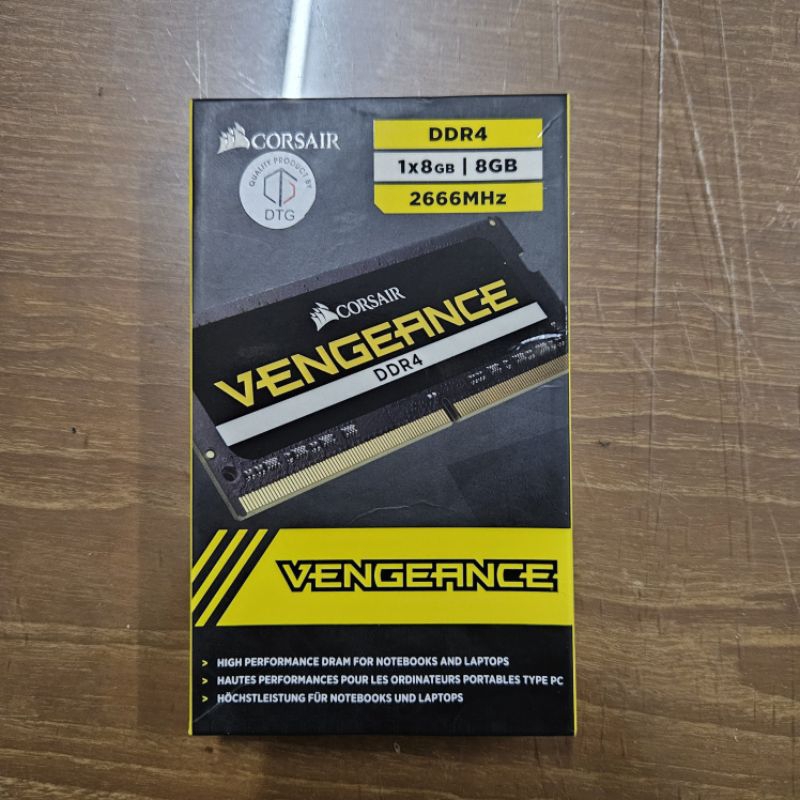 CORSAIR
QUALITY PRODUCT BY
DTG
DDR4
1x8GB | 8GB
2666MHz
CORSAIR
VENGEANCE
DDR4
VENGEANCE
> HIGH PERFORMANCE DRAM FOR NOTEBOOKS AND LAPTOPS
> HAUTES PERFORMANCES POUR LES ORDINATEURS PORTABLES TYPE PC
> HÖCHSTLEISTUNG FÜR NOTEBOOKS UND LAPTOPS